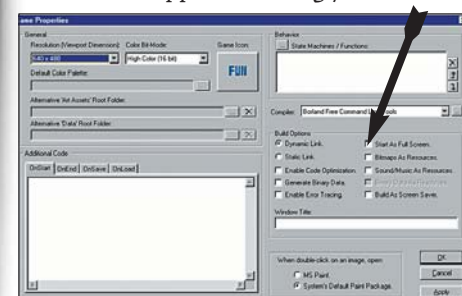 ame Properties
General
Resolution (Viewport Dimension):
Color Bit-Mode:
Game Icon:
640 x 480
High Color (16 bit)
FUN
Default Color Palette:
Alternative 'Art Assets' Root Folder:
Alternative 'Data' Root Folder:
Additional Code
OnStart
OnEnd
OnSave
OnLoad
Behavior
State Machines / Functions:
Compiler:
Borland Free Command Line Tools
Build Options
Dynamic Link.
Start As Full Screen.
Static Link.
Bitmaps As Resources.
Enable Code Optimization.
Sound/Music As Resources.
Generate Binary Data.
Enable Error Tracing.
Build As Screen Saver.
Window Title:
When double-click on an image, open:
MS Paint.
System's Default Paint Package.
OK
Cancel
Apply